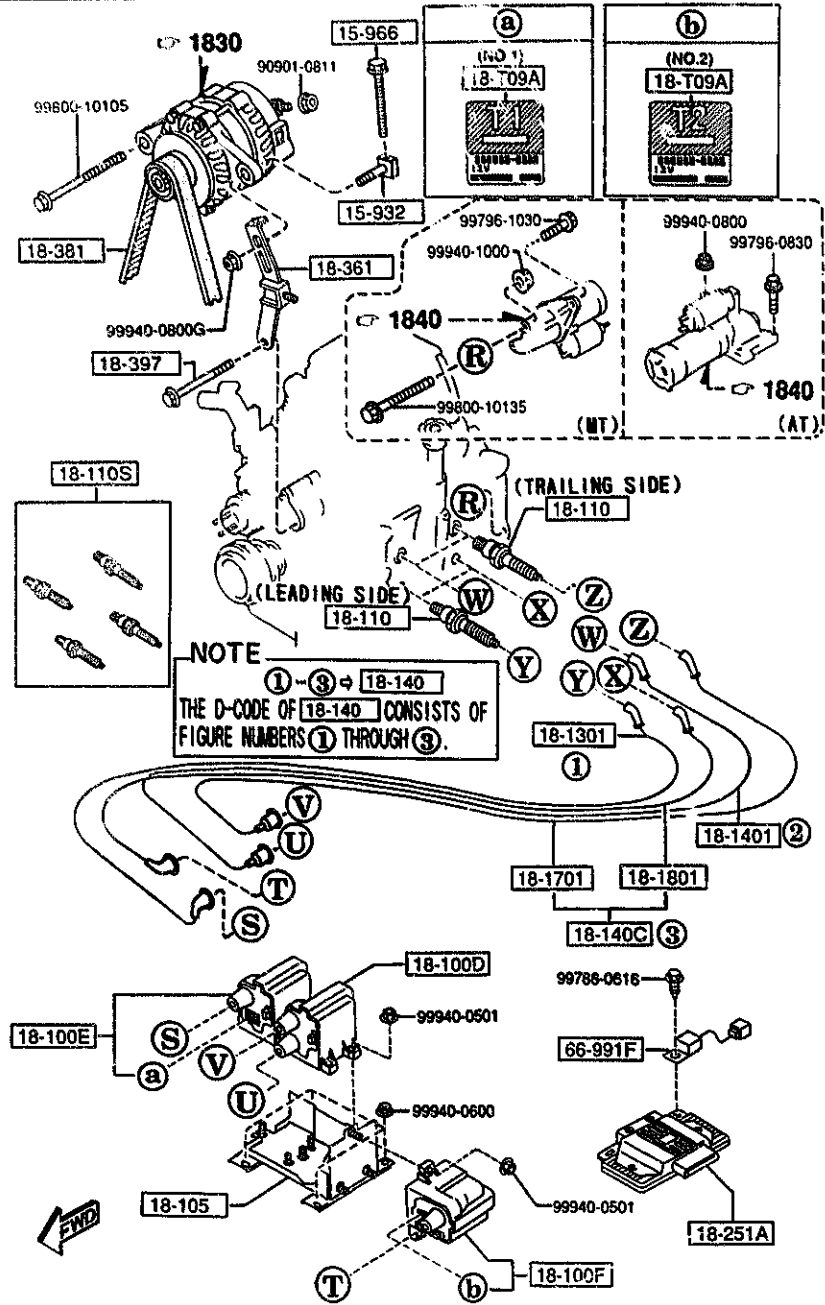 1830
15-966
90901-0811
99800-10105
15-932
18-381
18-361
99940-0800G
18-397
a
(NO.1)
18-T09A
T1
12V
b
(NO.2)
18-T09A
T2
12V
99796-1030
99940-1000
1840
R
99800-10135
(MT)
99940-0800
99796-0830
1840
(AT)
18-110S
R
(TRAILING SIDE)
18-110
(LEADING SIDE)
18-110
W
X
Z
Y
W
Z
Y
X
NOTE
①-③⇨ 18-140
THE D-CODE OF 18-140 CONSISTS OF
FIGURE NUMBERS ① THROUGH ③.
18-1301
①
V
U
T
S
18-1401 ②
18-1701
18-1801
18-140C ③
18-100D
18-100E
S
a
V
U
99940-0501
99940-0600
18-105
99940-0501
T
b
18-100F
99786-0616
66-991F
18-251A
FWD